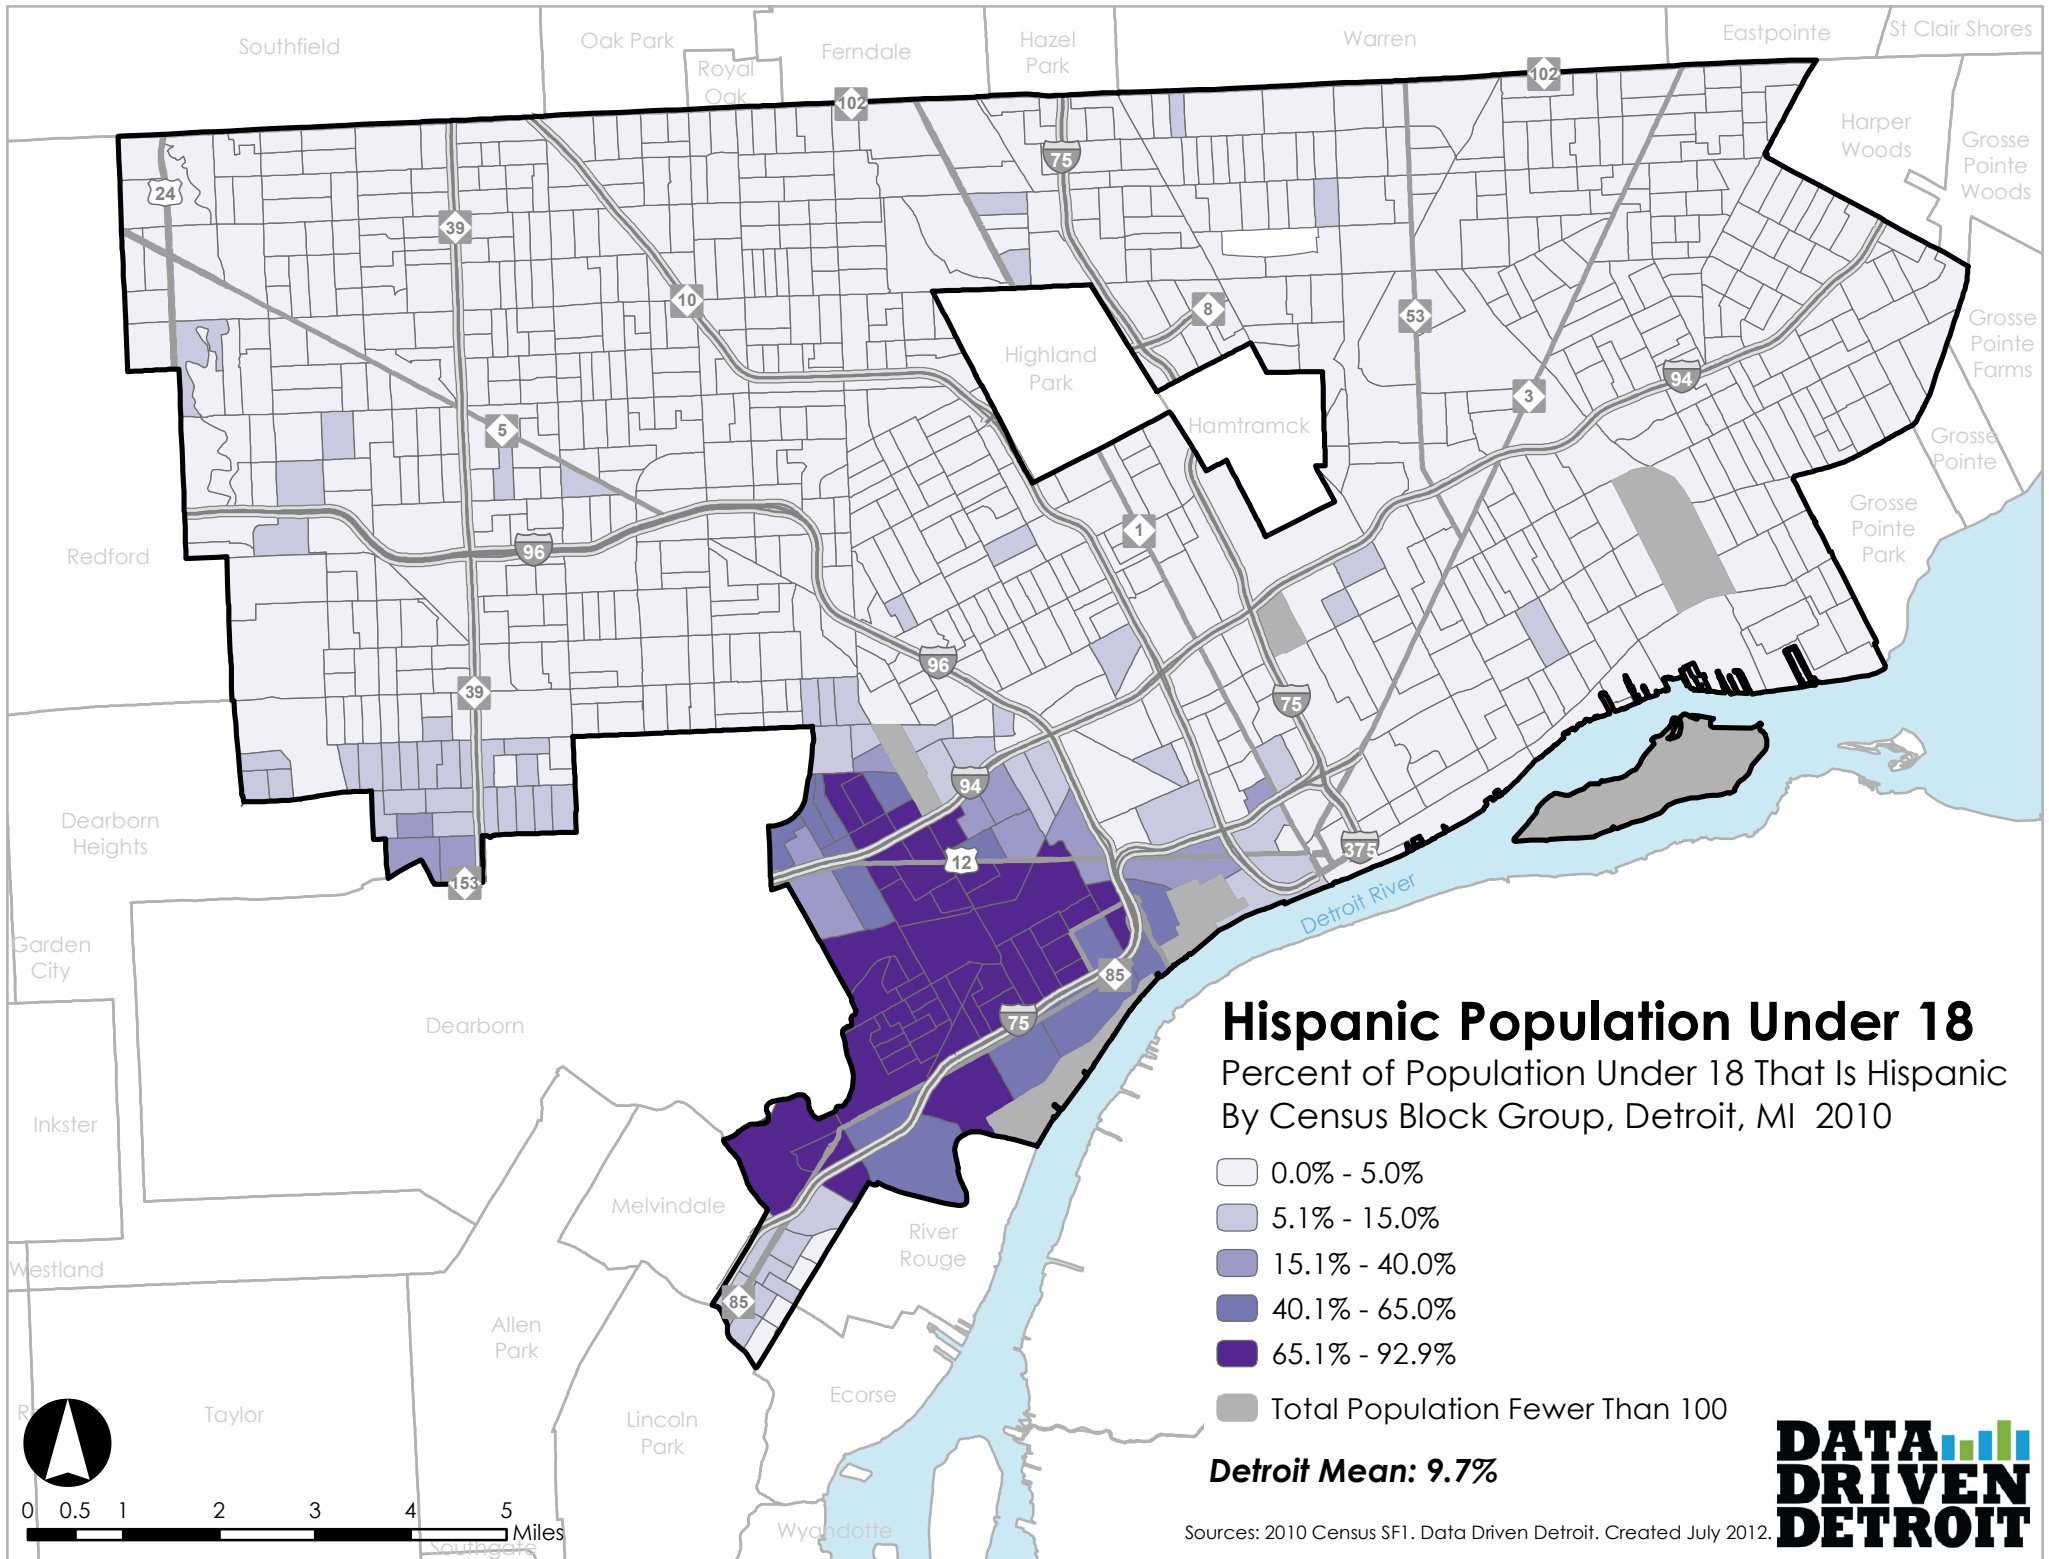 Southfield
Oak Park
Royal
Oak
Ferndale
Hazel
Park
Warren
Eastpointe
St Clair Shores
102
102
Harper
Woods
Grosse
Pointe
Woods
24
39
75
10
8
53
Highland
Park
Hamtramck
3
94
Grosse
Pointe
Farms
Grosse
Pointe
Grosse
Pointe
Park
5
1
96
Redford
96
39
75
94
12
375
153
Dearborn
Heights
Detroit River
Garden
City
85
75
Dearborn
Inkster
Melvindale
River
Rouge
Westland
85
Allen
Park
Ecorse
Taylor
Lincoln
Park
Wyandotte
Southgate
Hispanic Population Under 18
Percent of Population Under 18 That Is Hispanic
By Census Block Group, Detroit, MI 2010
0.0% - 5.0%
5.1% - 15.0%
15.1% - 40.0%
40.1% - 65.0%
65.1% - 92.9%
Total Population Fewer Than 100
Detroit Mean: 9.7%
0 0.5 1 2 3 4 5
Miles
Sources: 2010 Census SF1. Data Driven Detroit. Created July 2012.
DATA
DRIVEN
DETROIT